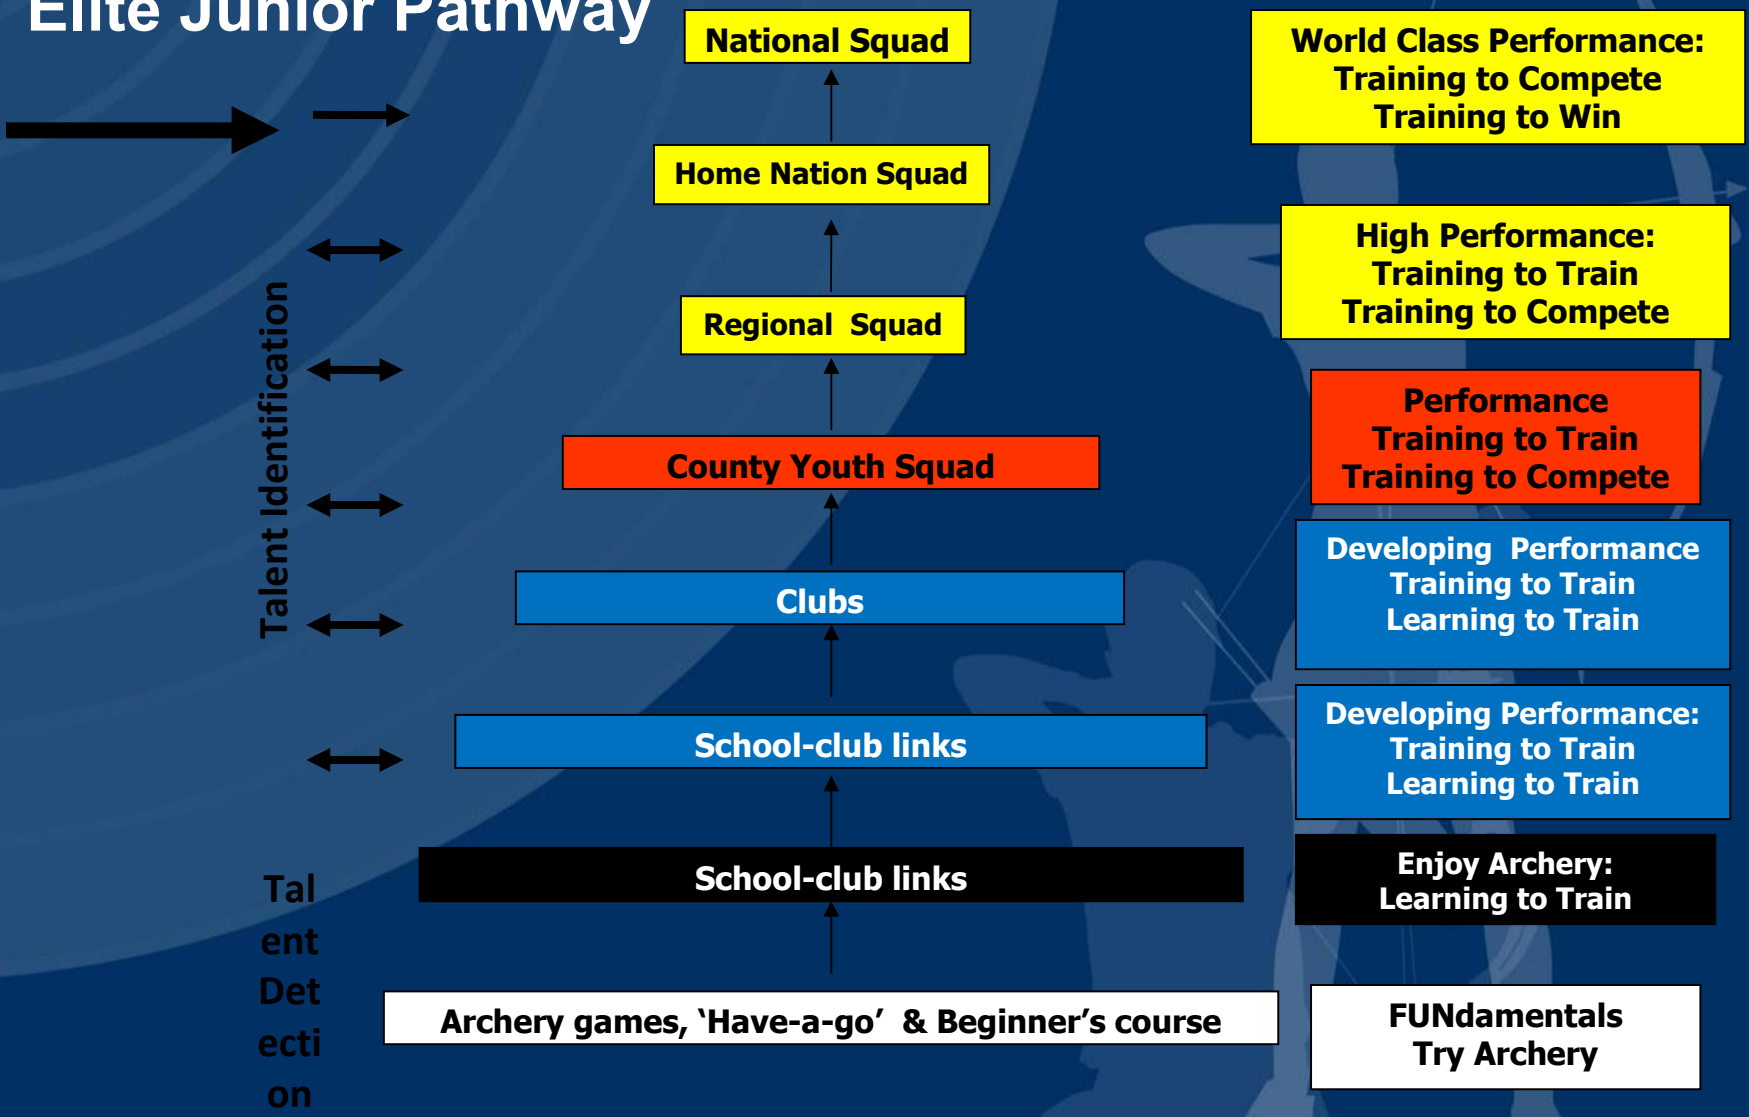 Elite Junior Pathway
National Squad
World Class Performance:
Training to Compete
Training to Win
Home Nation Squad
High Performance:
Training to Train
Training to Compete
Regional  Squad
Talent Identification
Performance
Training to Train
Training to Compete
County Youth Squad
Developing  Performance
Training to Train
Learning to Train
Clubs
Developing Performance:
Training to Train
Learning to Train
School-club links
Enjoy Archery:
Learning to Train
School-club links
Tal
ent
Det
ecti
on
Archery games, ‘Have-a-go’  & Beginner’s course
FUNdamentals
Try Archery